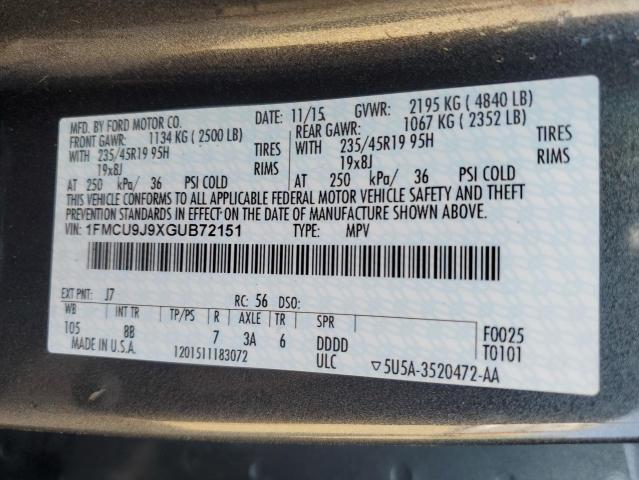 MFD. BY FORD MOTOR CO. DATE: 11/15 GVWR: 2195 KG ( 4840 LB)
FRONT GAWR: 1134 KG ( 2500 LB) REAR GAWR: 1067 KG ( 2352 LB)
WITH 235/45R19 95H TIRES WITH 235/45R19 95H TIRES
19x8J RIMS 19x8J RIMS
AT 250 kPa/ 36 PSI COLD AT 250 kPa/ 36 PSI COLD
THIS VEHICLE CONFORMS TO ALL APPLICABLE FEDERAL MOTOR VEHICLE SAFETY AND THEFT
PREVENTION STANDARDS IN EFFECT ON THE DATE OF MANUFACTURE SHOWN ABOVE.
VIN: 1FMCU9J9XGUB72151 TYPE: MPV
EXT PNT: J7 RC: 56 DSO:
WB INT TR TP/PS R AXLE TR SPR F0025
105 8B 7 3A 6 DDDD T0101
MADE IN U.S.A. 1201511183072 ULC ▽5U5A-3520472-AA